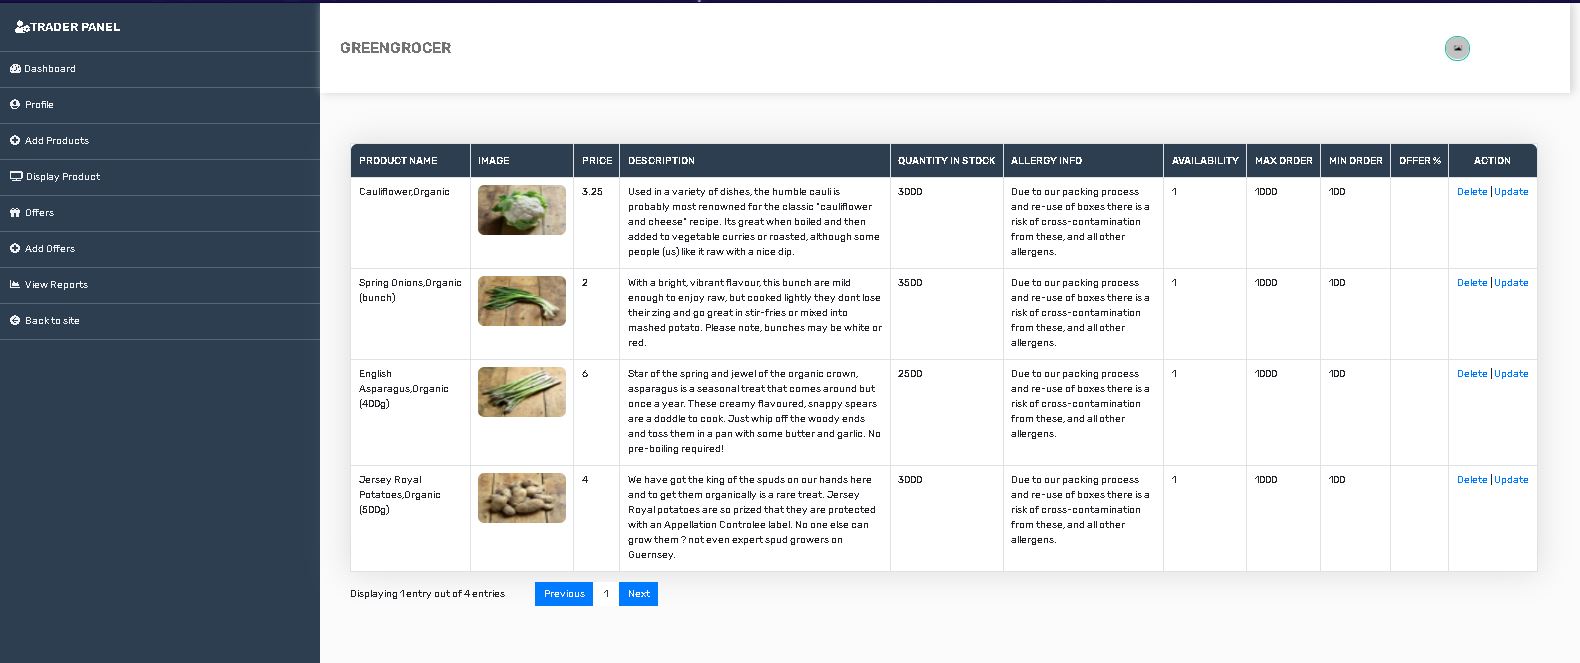 TRADER PANEL
GREENGROCER
Dashboard
Profile
Add Products
Display Product
Offers
Add Offers
View Reports
Back to site
PRODUCT NAME IMAGE PRICE DESCRIPTION QUANTITY IN STOCK ALLERGY INFO AVAILABILITY MAX ORDER MIN ORDER OFFER % ACTION
Cauliflower,Organic 3.25 Used in a variety of dishes, the humble cauli is 3000 Due to our packing process 1 1000 100 Delete | Update
probably most renowned for the classic "cauliflower and re-use of boxes there is a
and cheese" recipe. Its great when boiled and then risk of cross-contamination
added to vegetable curries or roasted, although some from these, and all other
people (us) like it raw with a nice dip. allergens.
Spring Onions,Organic 2 With a bright, vibrant flavour, this bunch are mild 3500 Due to our packing process 1 1000 100 Delete | Update
(bunch) enough to enjoy raw, but cooked lightly they dont lose and re-use of boxes there is a
their zing and go great in stir-fries or mixed into risk of cross-contamination
mashed potato. Please note, bunches may be white or from these, and all other
red. allergens.
English 6 Star of the spring and jewel of the organic crown, 2500 Due to our packing process 1 1000 100 Delete | Update
Asparagus,Organic asparagus is a seasonal treat that comes around but and re-use of boxes there is a
(400g) once a year. These creamy flavoured, snappy spears risk of cross-contamination
are a doddle to cook. Just whip off the woody ends from these, and all other
and toss them in a pan with some butter and garlic. No allergens.
pre-boiling required!
Jersey Royal 4 We have got the king of the spuds on our hands here 3000 Due to our packing process 1 1000 100 Delete | Update
Potatoes,Organic and to get them organically is a rare treat. Jersey and re-use of boxes there is a
(500g) Royal potatoes are so prized that they are protected risk of cross-contamination
with an Appellation Controlee label. No one else can from these, and all other
grow them ? not even expert spud growers on allergens.
Guernsey.
Displaying 1 entry out of 4 entries Previous 1 Next